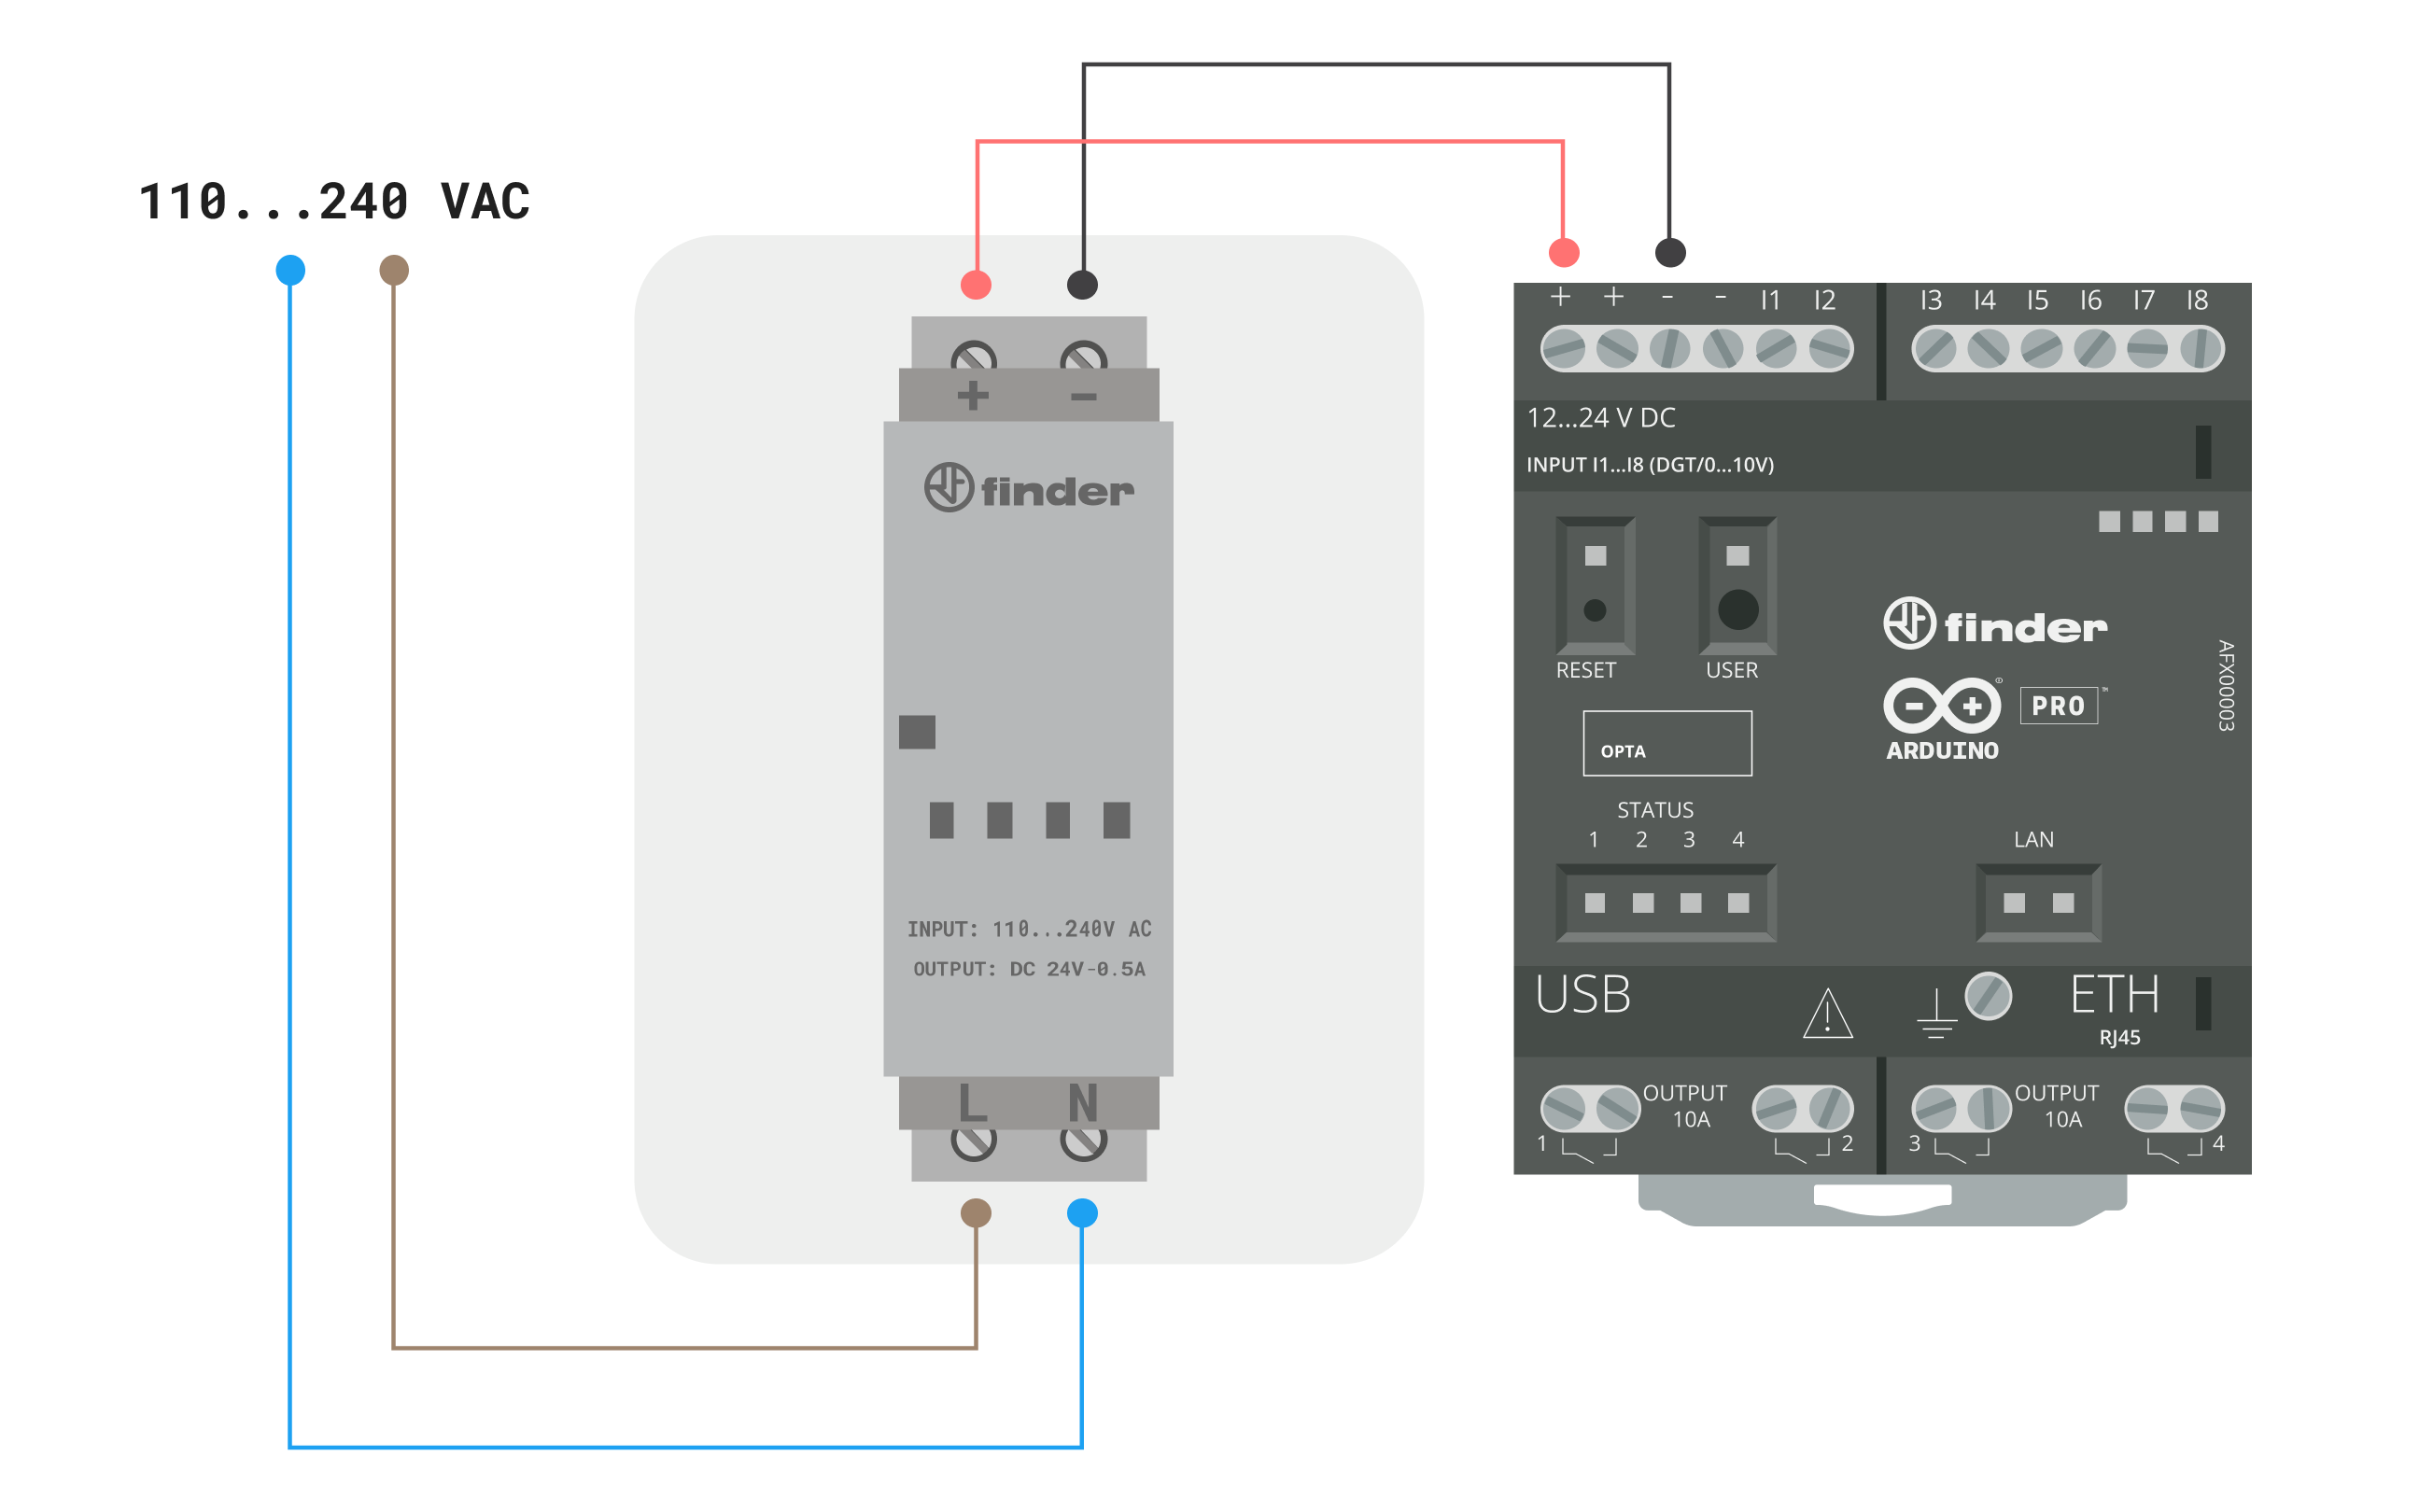 110...240 VAC
+ -
finder
INPUT: 110...240V AC
OUTPUT: DC 24V-0.5A
L N
+ + - - I1 I2 I3 I4 I5 I6 I7 I8
12...24 V DC
INPUT I1...I8 (DGT/0...10V)
RESET USER
finder
ARDUINO
PRO ™
®
AFX00003
OPTA
STATUS
1 2 3 4
LAN
USB
ETH
RJ45
OUTPUT
10A
1 2
OUTPUT
10A
3 4